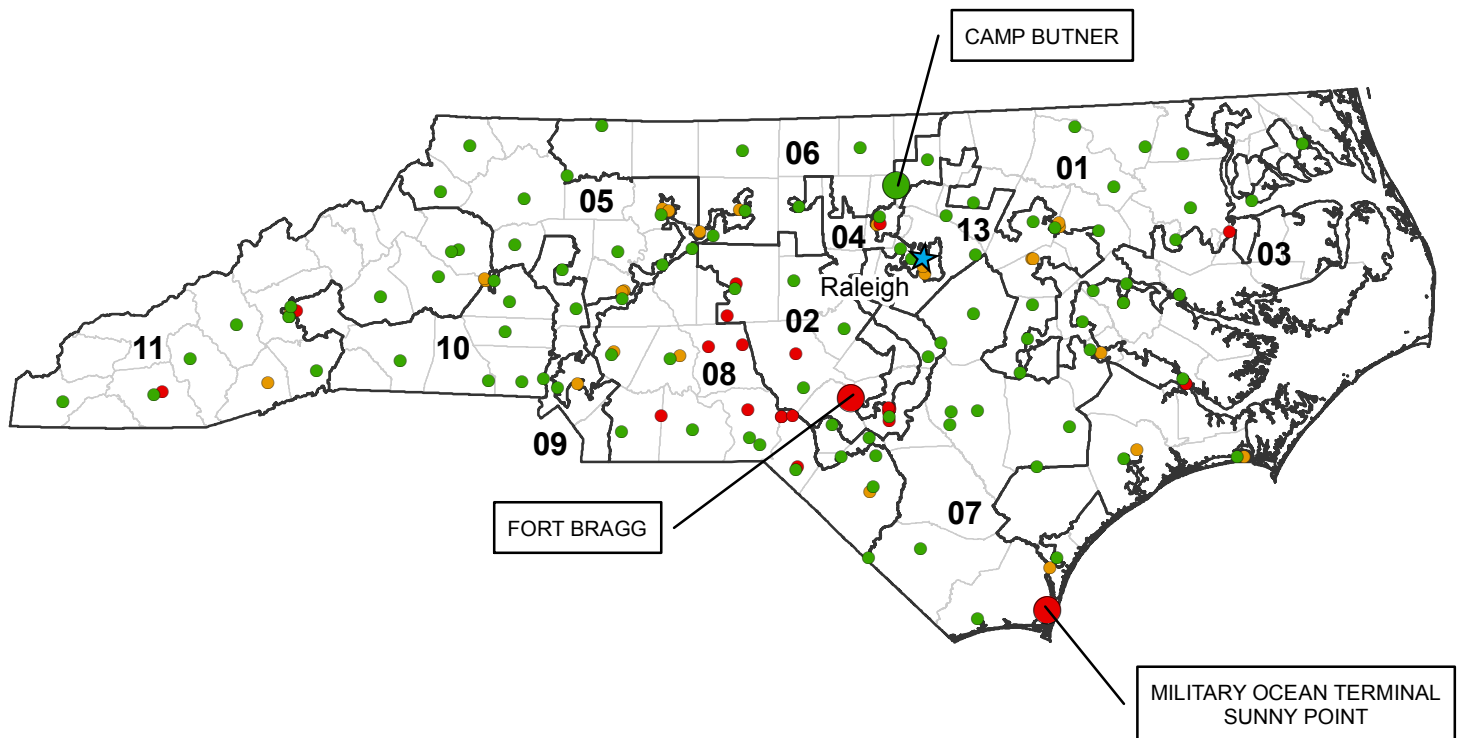 CAMP BUTNER
06
01
05
04
13
03
Raleigh
02
11
10
08
09
FORT BRAGG
07
MILITARY OCEAN TERMINAL
SUNNY POINT